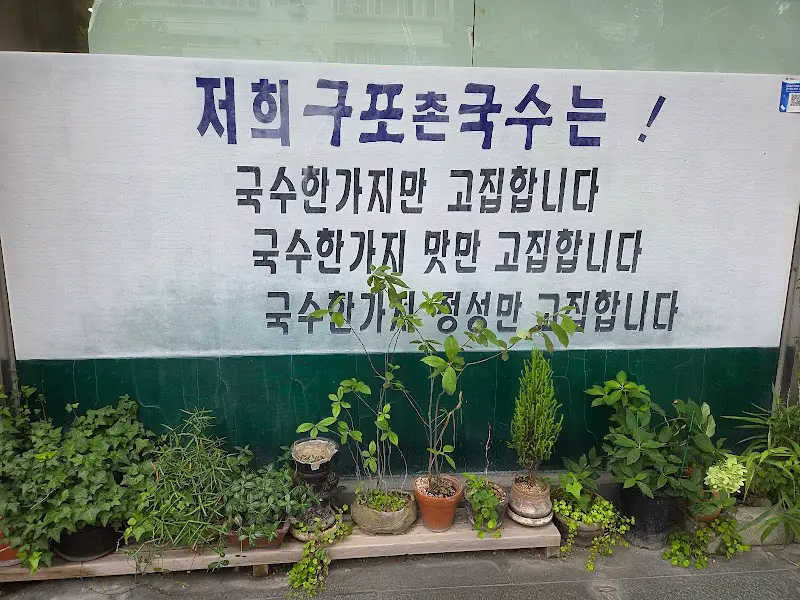 저희구포촌국수는 !
국수한가지만 고집합니다
국수한가지 맛만 고집합니다
국수한가지 정성만 고집합니다